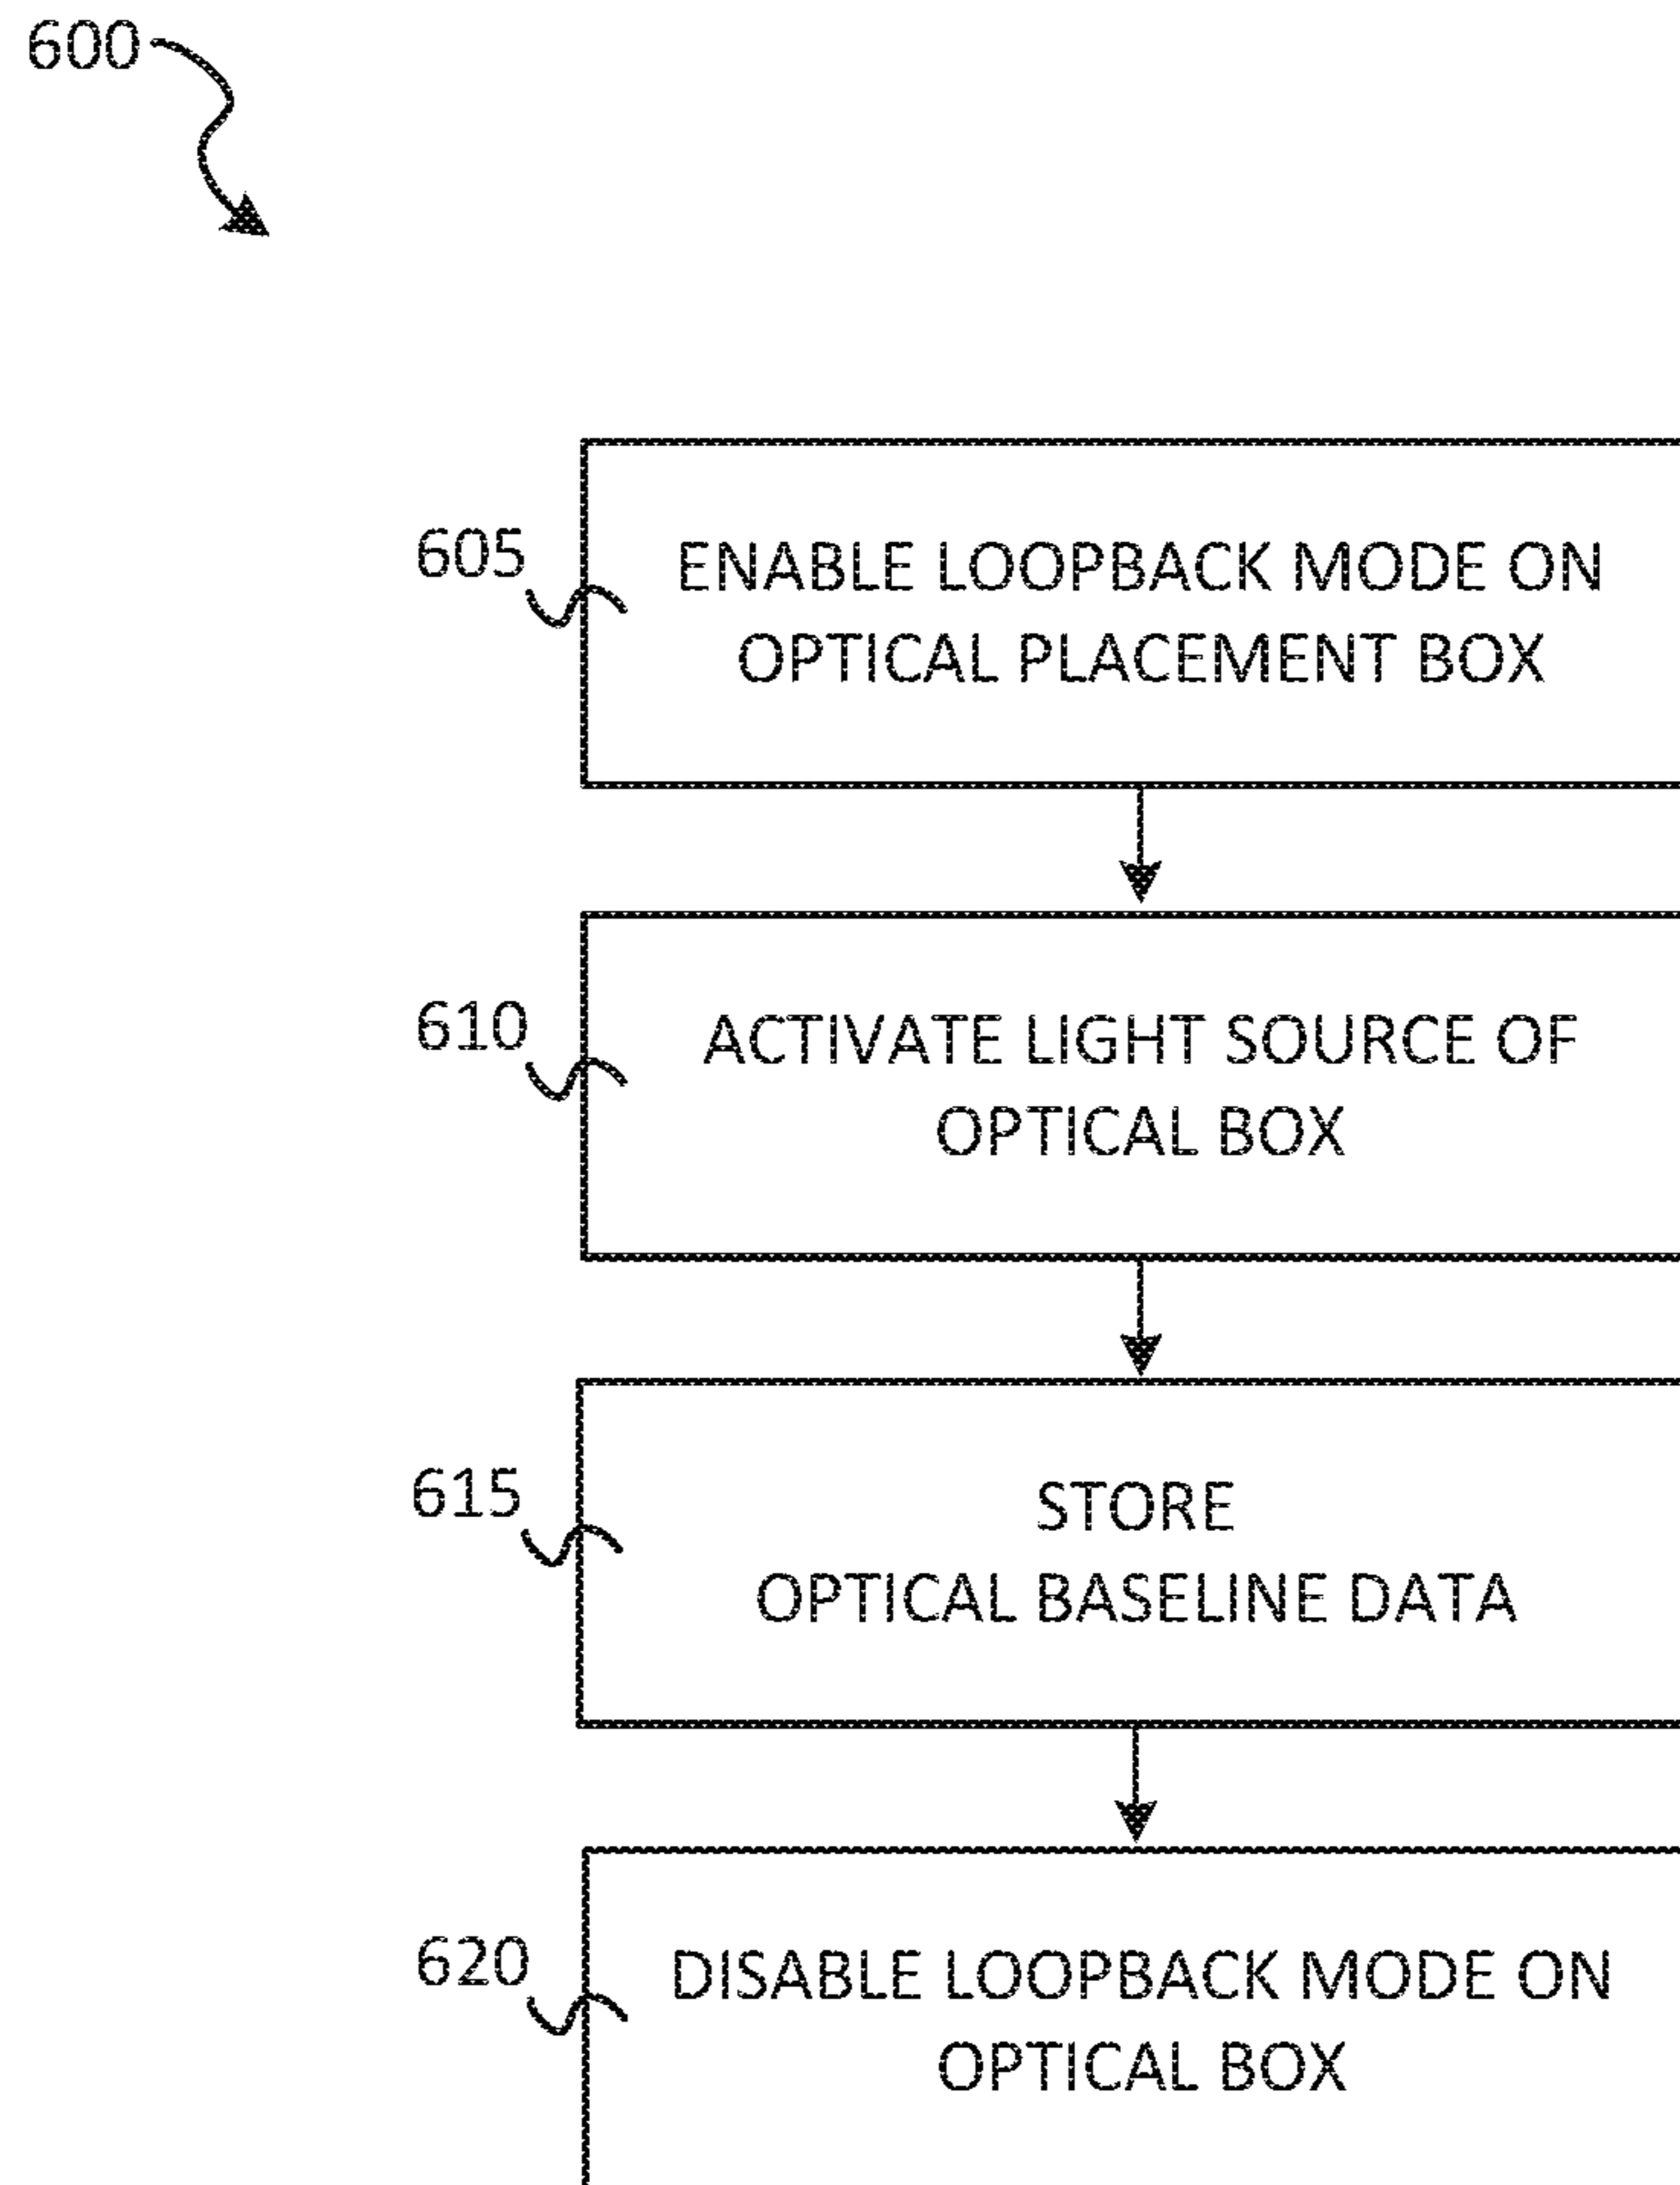 600
605
ENABLE LOOPBACK MODE ON
OPTICAL PLACEMENT BOX
610
ACTIVATE LIGHT SOURCE OF
OPTICAL BOX
615
STORE
OPTICAL BASELINE DATA
620
DISABLE LOOPBACK MODE ON
OPTICAL BOX